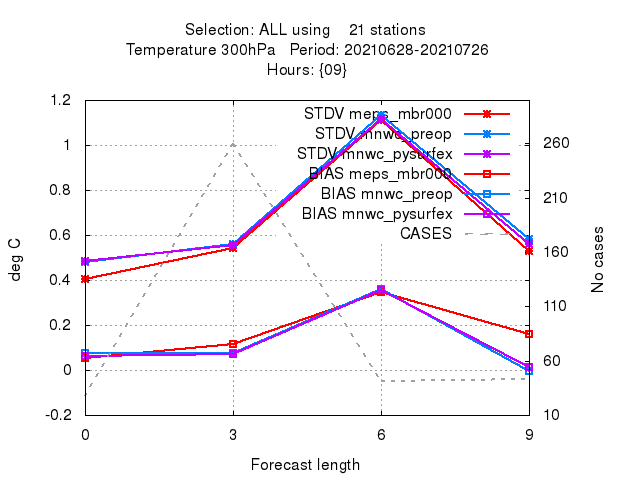 Selection: ALL using    21 stations
Temperature 300hPa   Period: 20210628-20210726
Hours: {09}
STDV meps_mbr000
STDV mnwc_preop
STDV mnwc_pysurfex
BIAS meps_mbr000
BIAS mnwc_preop
BIAS mnwc_pysurfex
CASES
deg C
1.2
1
0.8
0.6
0.4
0.2
0
-0.2
0 3 6 9
Forecast length
260
210
160
110
60
10
No cases